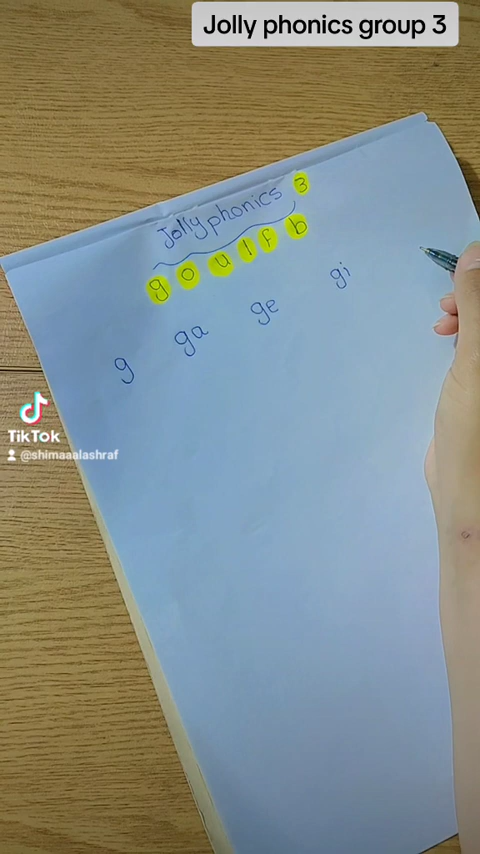 Jolly phonics group 3
Jolly phonics 3
g o u l f b
g ga ge gi
TikTok
@shimaaalashraf